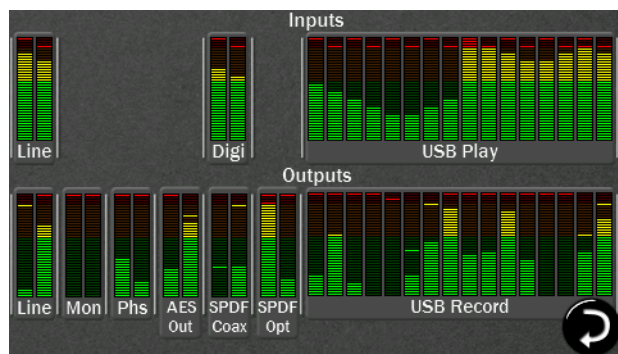 Inputs
Line Digi USB Play
Outputs
Line Mon Phs AES Out SPDF Coax SPDF Opt USB Record